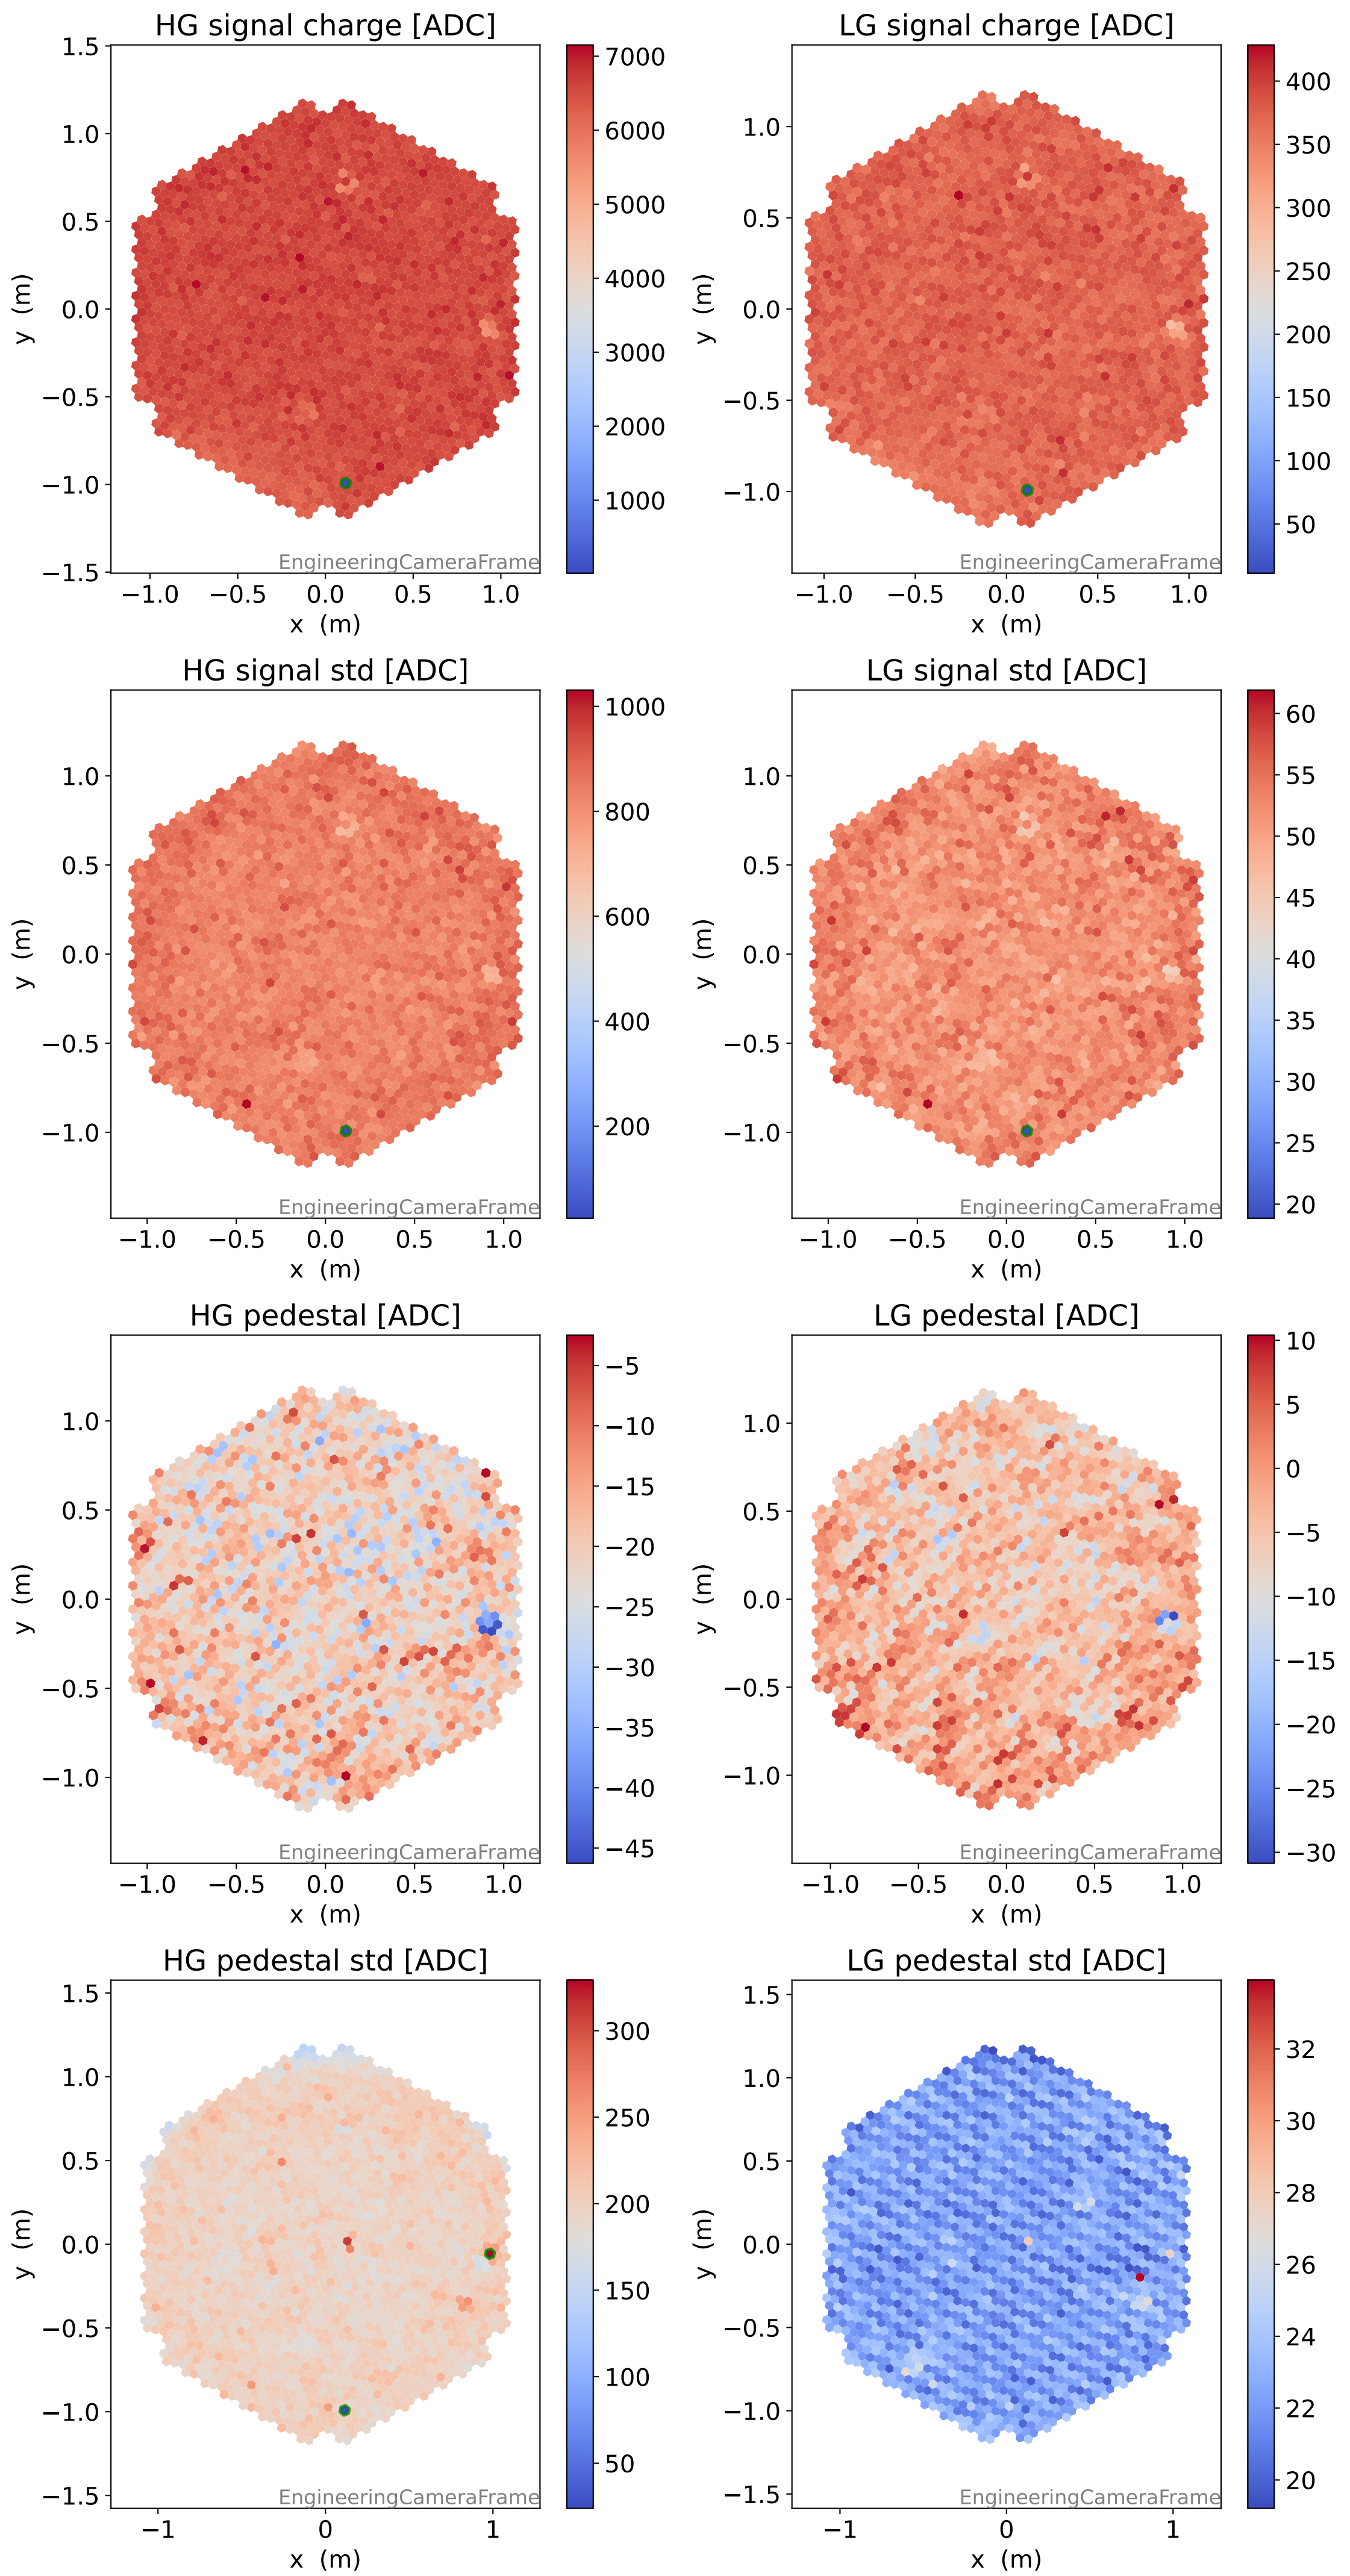 HG signal charge [ADC]
1.5
1.0
0.5
0.0
−0.5
−1.0
−1.5
y (m)
−1.0 −0.5 0.0 0.5 1.0
x (m)
EngineeringCameraFrame
7000
6000
5000
4000
3000
2000
1000
LG signal charge [ADC]
1.0
0.5
0.0
−0.5
−1.0
y (m)
−1.0 −0.5 0.0 0.5 1.0
x (m)
EngineeringCameraFrame
400
350
300
250
200
150
100
50
HG signal std [ADC]
1.0
0.5
0.0
−0.5
−1.0
y (m)
−1.0 −0.5 0.0 0.5 1.0
x (m)
EngineeringCameraFrame
1000
800
600
400
200
LG signal std [ADC]
1.0
0.5
0.0
−0.5
−1.0
y (m)
−1.0 −0.5 0.0 0.5 1.0
x (m)
EngineeringCameraFrame
60
55
50
45
40
35
30
25
20
HG pedestal [ADC]
1.0
0.5
0.0
−0.5
−1.0
y (m)
−1.0 −0.5 0.0 0.5 1.0
x (m)
EngineeringCameraFrame
−5
−10
−15
−20
−25
−30
−35
−40
−45
LG pedestal [ADC]
1.0
0.5
0.0
−0.5
−1.0
y (m)
−1.0 −0.5 0.0 0.5 1.0
x (m)
EngineeringCameraFrame
10
5
0
−5
−10
−15
−20
−25
−30
HG pedestal std [ADC]
1.5
1.0
0.5
0.0
−0.5
−1.0
−1.5
y (m)
−1 0 1
x (m)
EngineeringCameraFrame
300
250
200
150
100
50
LG pedestal std [ADC]
1.5
1.0
0.5
0.0
−0.5
−1.0
−1.5
y (m)
−1 0 1
x (m)
EngineeringCameraFrame
32
30
28
26
24
22
20